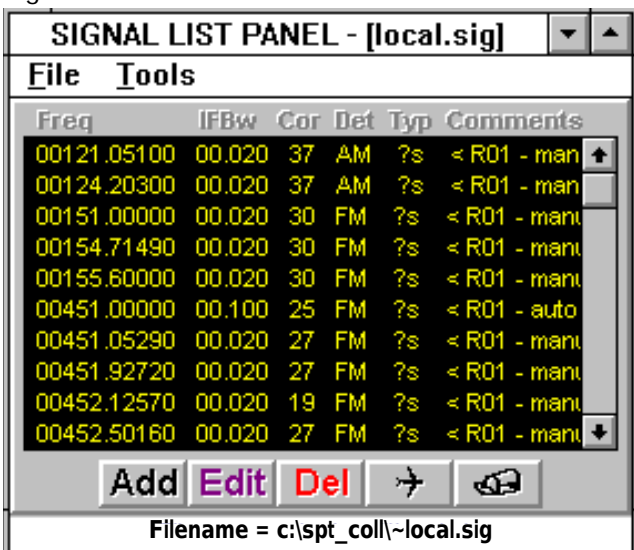 SIGNAL LIST PANEL - [local.sig]
File Tools
Freq IFBw Cor Det Typ Comments
00121.05100 00.020 37 AM ?s < R01 - man
00124.20300 00.020 37 AM ?s < R01 - man
00151.00000 00.020 30 FM ?s < R01 - manu
00154.71490 00.020 30 FM ?s < R01 - manu
00155.60000 00.020 30 FM ?s < R01 - manu
00451.00000 00.100 25 FM ?s < R01 - auto
00451.05290 00.020 27 FM ?s < R01 - manu
00451.92720 00.020 27 FM ?s < R01 - manu
00452.12570 00.020 19 FM ?s < R01 - manu
00452.50160 00.020 27 FM ?s < R01 - manu
Add Edit Del
Filename = c:\spt_coll\~local.sig